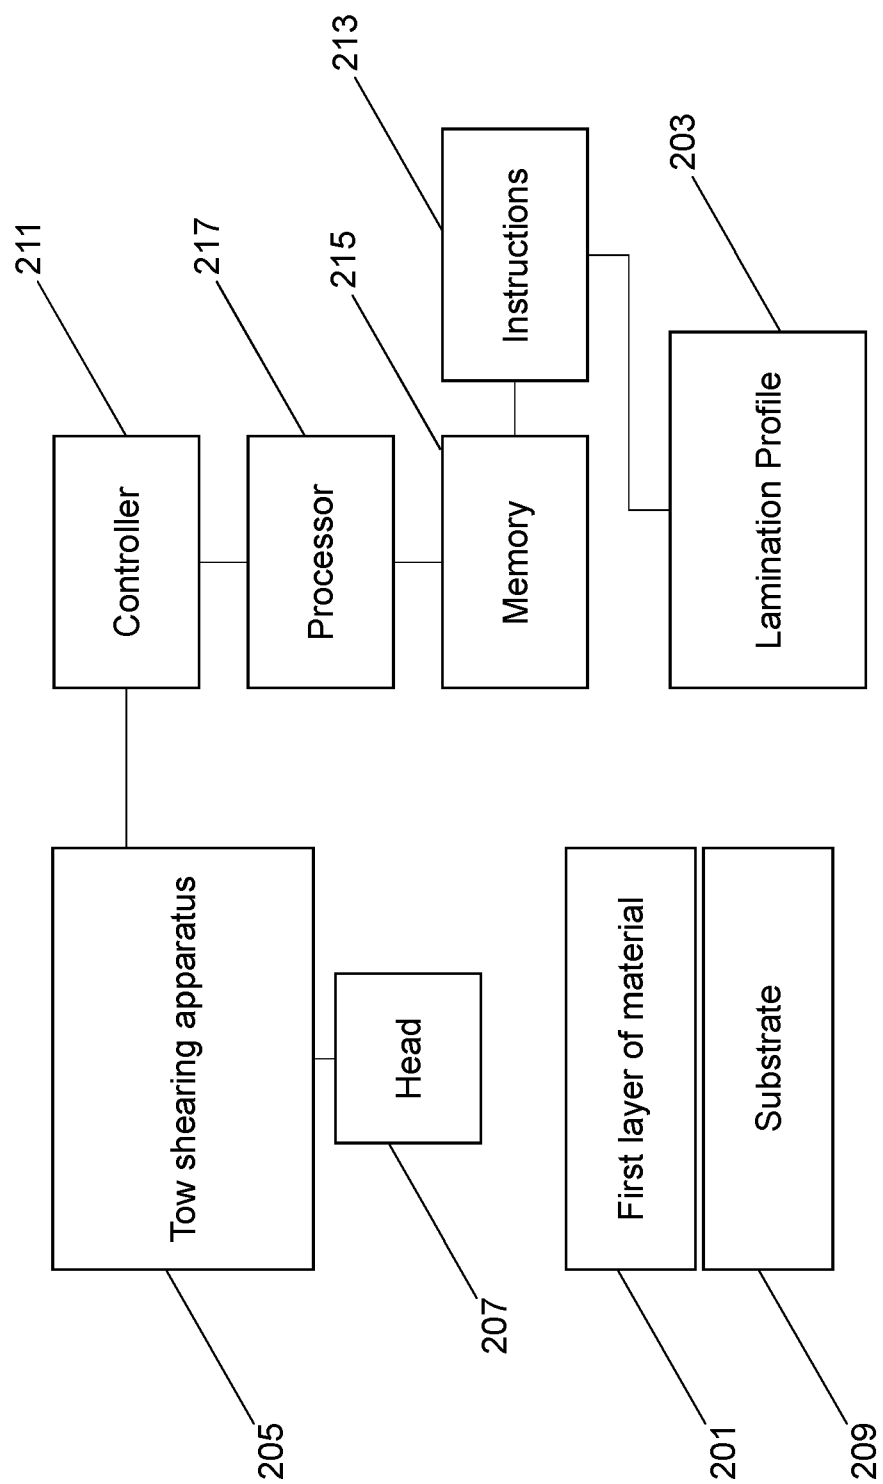 205
Tow shearing apparatus
207
Head
201
First layer of material
209
Substrate
211
Controller
217
Processor
215
Memory
213
Instructions
203
Lamination Profile